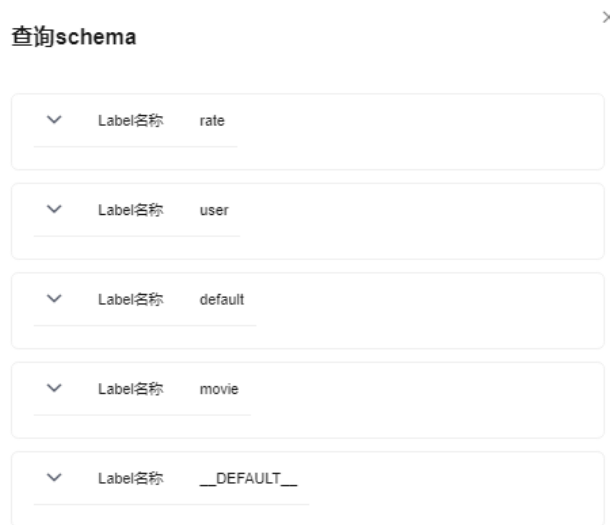 查询schema
Label名称 rate
Label名称 user
Label名称 default
Label名称 movie
Label名称 __DEFAULT__